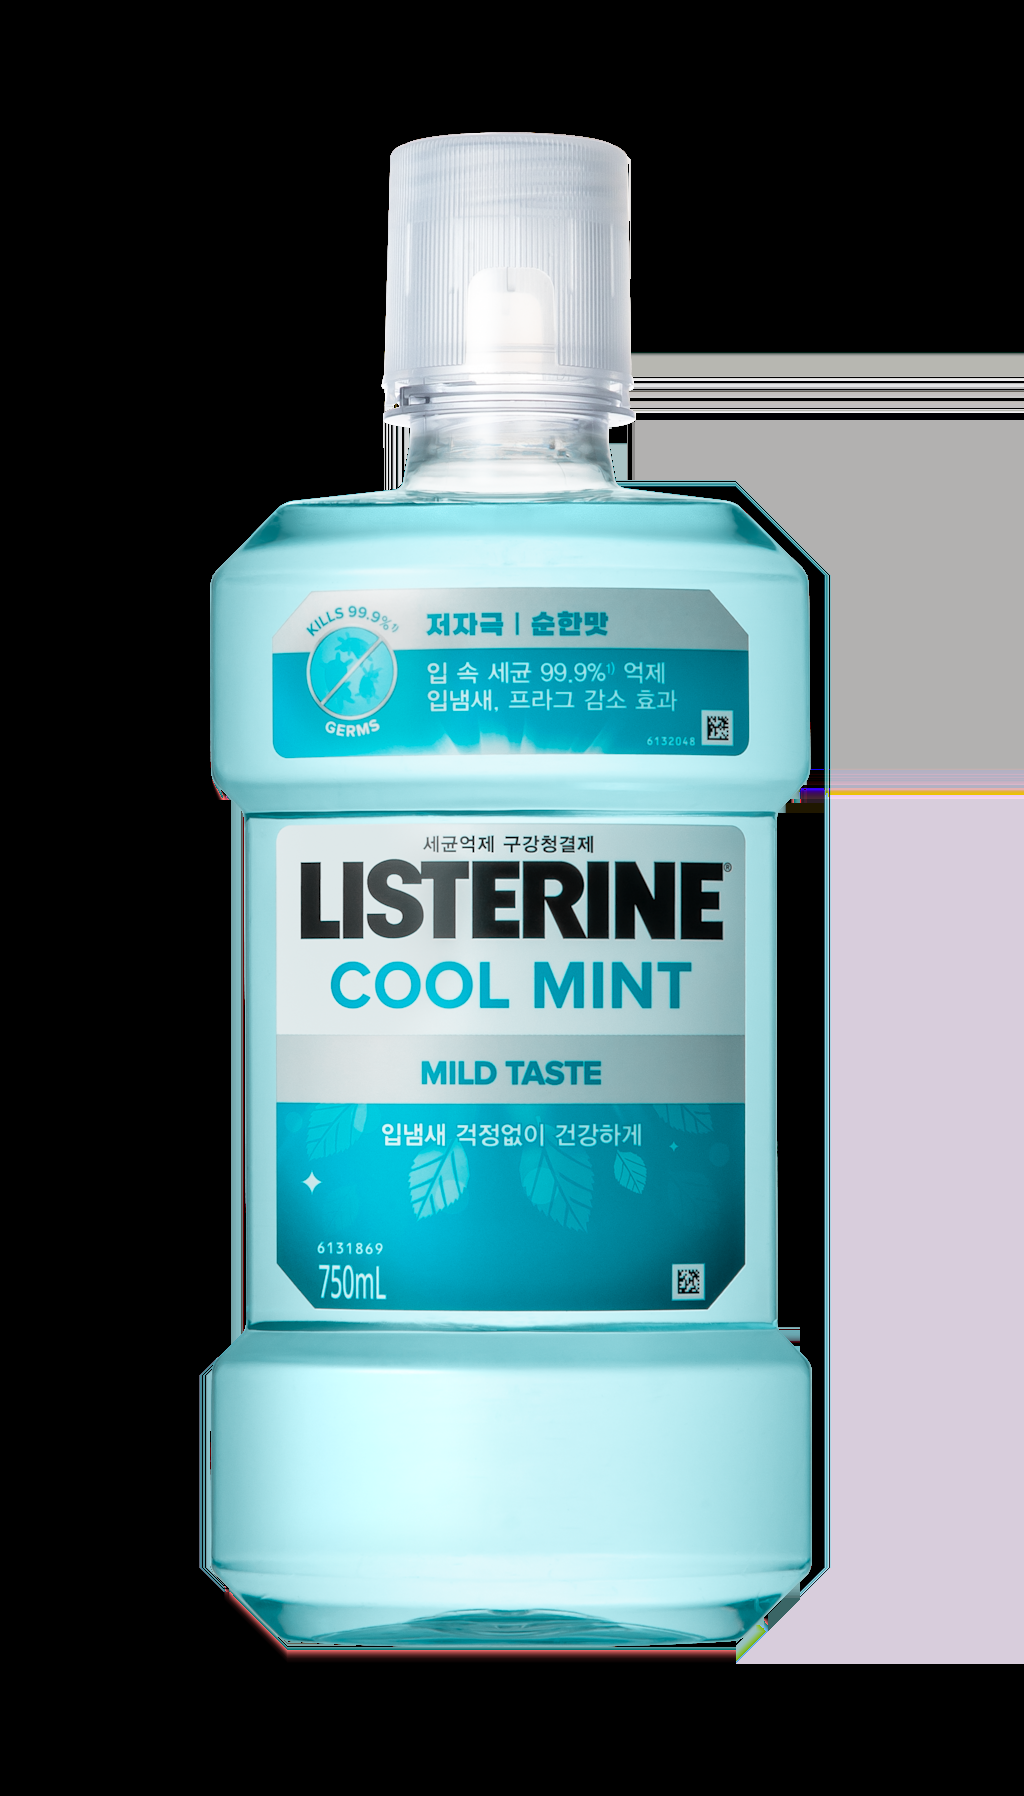 KILLS 99.9%¹⁾
GERMS
저자극 | 순한맛
입 속 세균 99.9%¹⁾ 억제
입냄새, 프라그 감소 효과
6132048
세균억제 구강청결제
LISTERINE®
COOL MINT
MILD TASTE
입냄새 걱정없이 건강하게
6131869
750mL